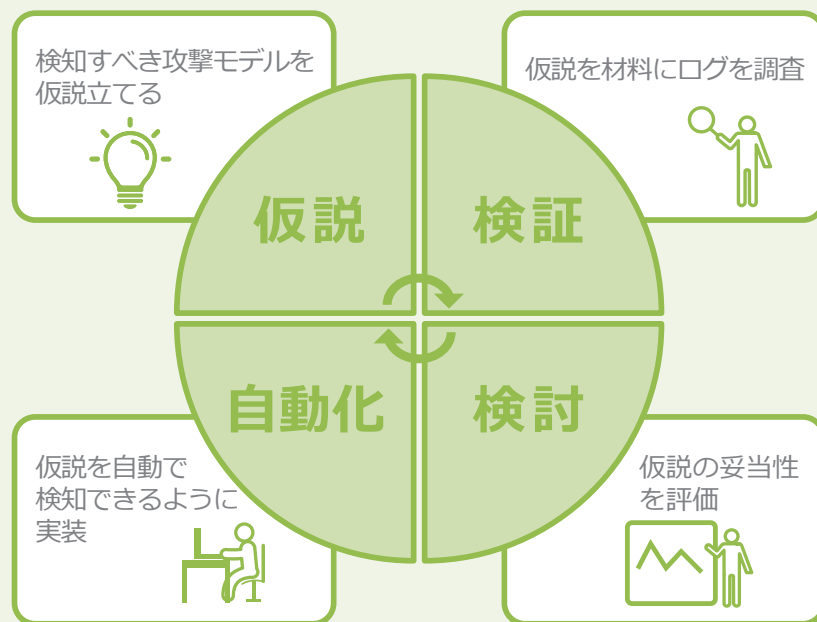 検知すべき攻撃モデルを
仮説立てる
仮説を材料にログを調査
仮説
検証
自動化
検討
仮説を自動で
検知できるように
実装
仮説の妥当性
を評価